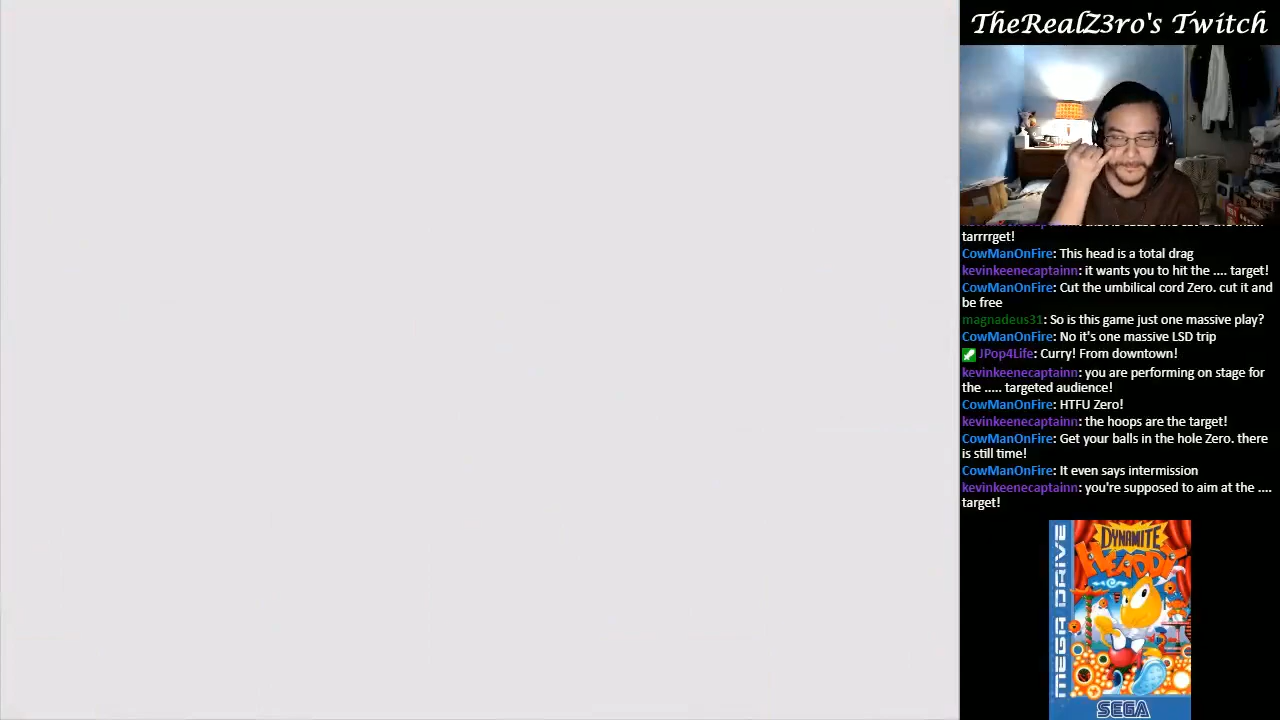 TheRealZ3ro's Twitch
tarrrrget!
CowManOnFire: This head is a total drag
kevinkeenecaptainn: it wants you to hit the .... target!
CowManOnFire: Cut the umbilical cord Zero. cut it and
be free
magnadeus31: So is this game just one massive play?
CowManOnFire: No it's one massive LSD trip
JPop4Life: Curry! From downtown!
kevinkeenecaptainn: you are performing on stage for
the ..... targeted audience!
CowManOnFire: HTFU Zero!
kevinkeenecaptainn: the hoops are the target!
CowManOnFire: Get your balls in the hole Zero. there
is still time!
CowManOnFire: It even says intermission
kevinkeenecaptainn: you're supposed to aim at the ....
target!
MEGA DRIVE
DYNAMITE
HEADDY
SEGA